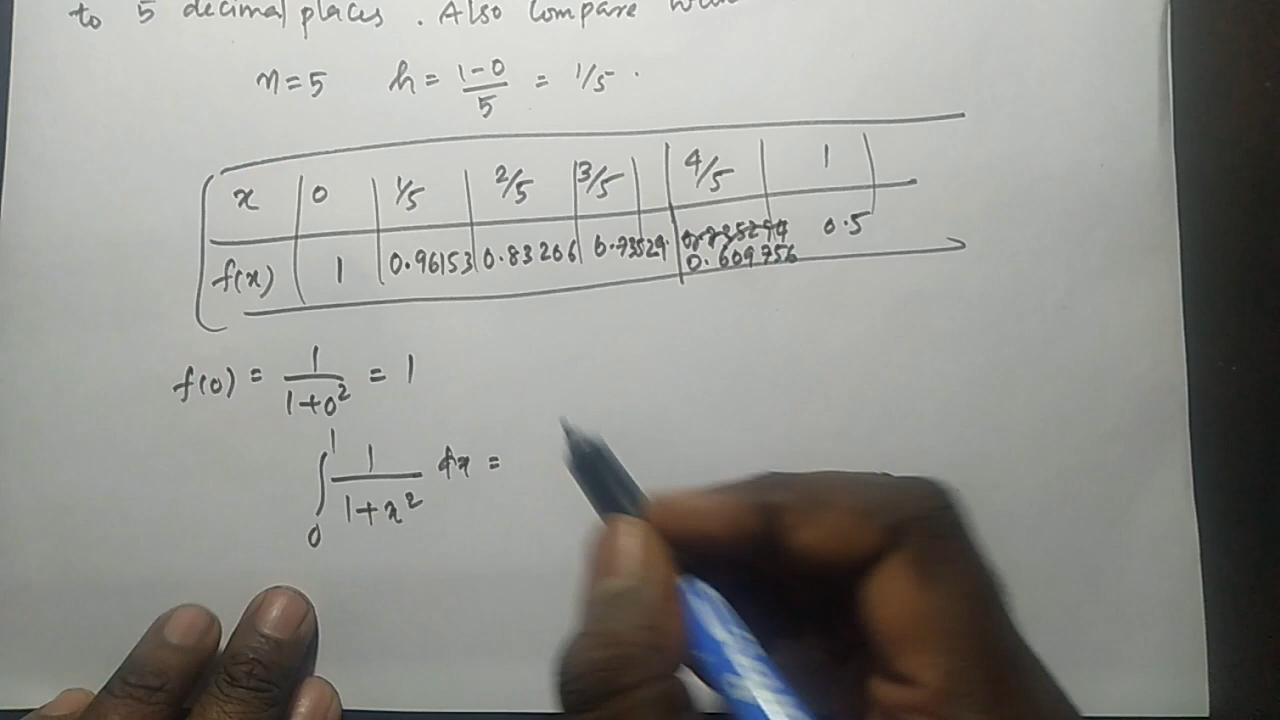 to 5 decimal places. Also Compare
n=5 h= 1-0/5 = 1/5.
x 0 1/5 2/5 3/5 4/5 1
f(x) 1 0.96153 0.83206 0.73529 0.609756 0.5
f(0) = 1/1+0² = 1
∫₀¹ 1/1+x² dx =